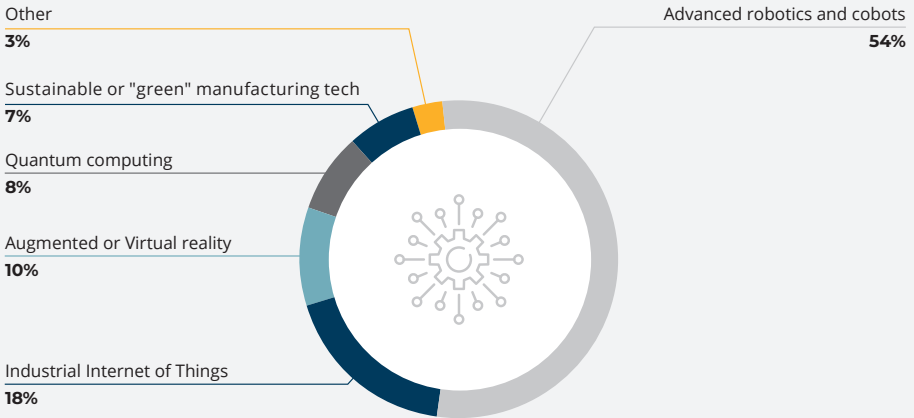 Other
3%
Advanced robotics and cobots
54%
Sustainable or "green" manufacturing tech
7%
Quantum computing
8%
Augmented or Virtual reality
10%
Industrial Internet of Things
18%